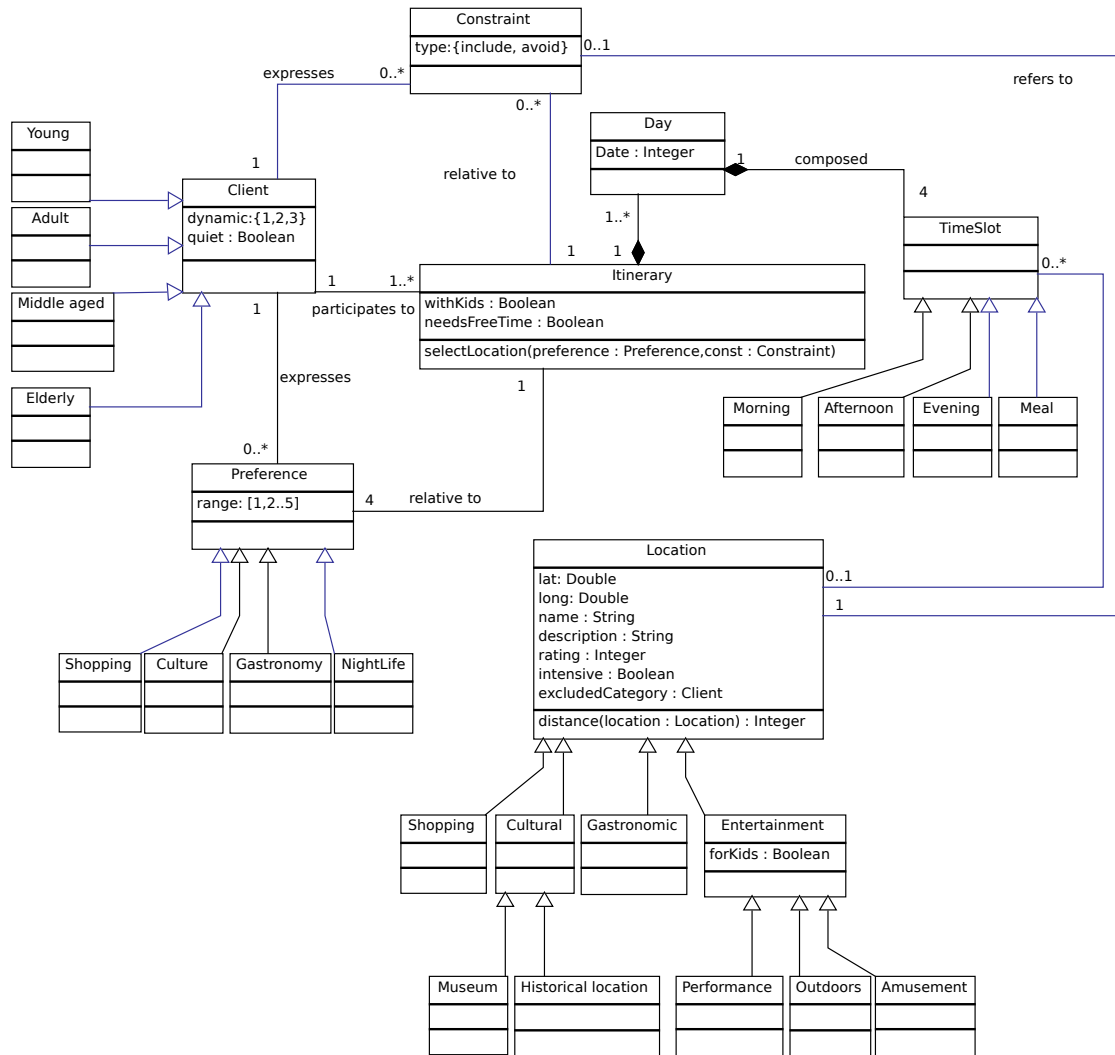 Constraint
type:{include, avoid}
0..1
refers to
expresses
0..*
0..*
Day
Date : Integer
1
composed
Young
1
relative to
4
Client
dynamic:{1,2,3}
quiet : Boolean
Adult
1..*
TimeSlot
1
1
Itinerary
withKids : Boolean
needsFreeTime : Boolean
selectLocation(preference : Preference,const : Constraint)
0..*
1
1..*
participates to
Middle aged
1
expresses
1
Elderly
Morning
Afternoon
Evening
Meal
0..*
Preference
range: [1,2..5]
4
relative to
Location
lat: Double
long: Double
name : String
description : String
rating : Integer
intensive : Boolean
excludedCategory : Client
distance(location : Location) : Integer
0..1
1
Shopping
Culture
Gastronomy
NightLife
Shopping
Cultural
Gastronomic
Entertainment
forKids : Boolean
Museum
Historical location
Performance
Outdoors
Amusement